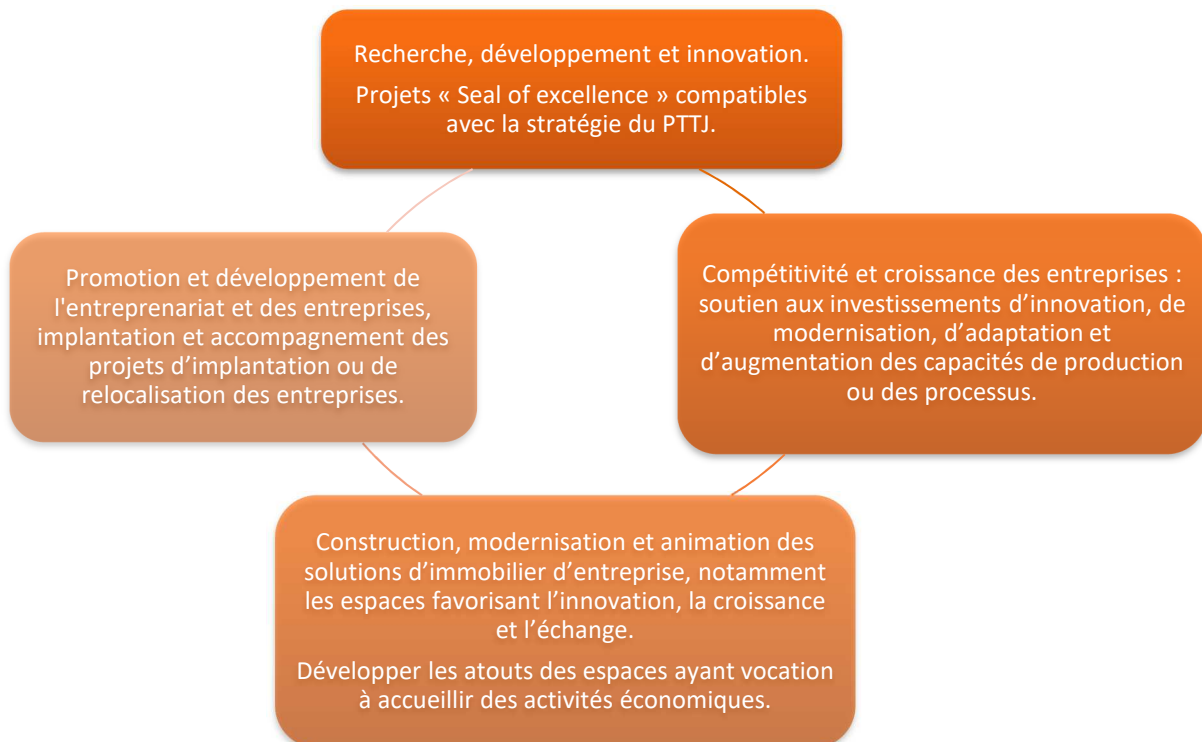 Recherche, développement et innovation.
Projets « Seal of excellence » compatibles
avec la stratégie du PTTJ.
Compétitivité et croissance des entreprises :
soutien aux investissements d’innovation, de
modernisation, d’adaptation et
d’augmentation des capacités de production
ou des processus.
Construction, modernisation et animation des
solutions d’immobilier d’entreprise, notamment
les espaces favorisant l’innovation, la croissance
et l’échange.
Développer les atouts des espaces ayant vocation
à accueillir des activités économiques.
Promotion et développement de
l'entreprenariat et des entreprises,
implantation et accompagnement des
projets d’implantation ou de
relocalisation des entreprises.